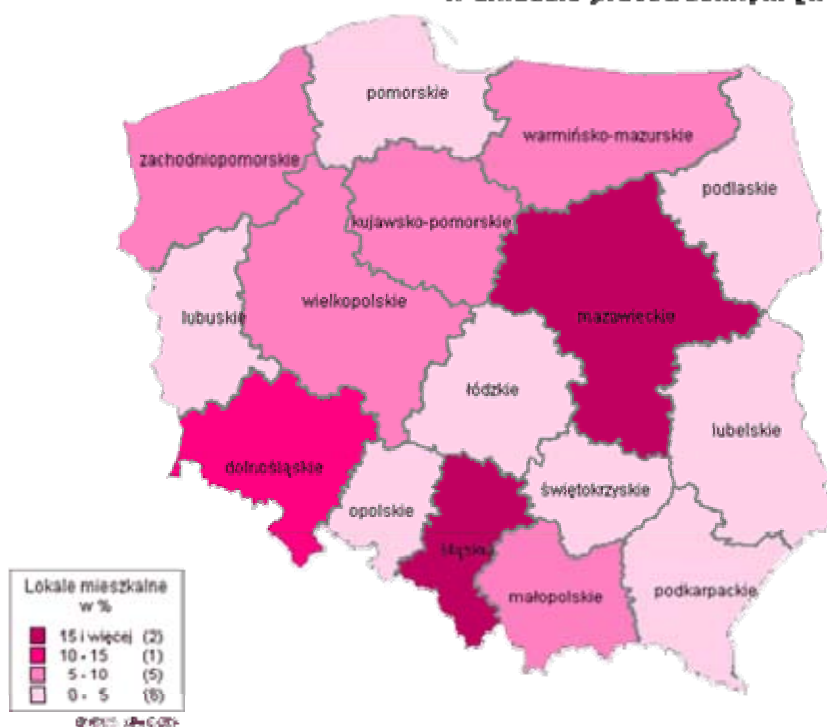 pomorskie
warmińsko-mazurskie
zachodniopomorskie
podlaskie
kujawsko-pomorskie
wielkopolskie
lubuskie
mazowieckie
łódzkie
lubelskie
dolnośląskie
świętokrzyskie
opolskie
śląskie
małopolskie
podkarpackie
Lokale mieszkalne
w %
15 i więcej (2)
10 - 15 (1)
5 - 10 (5)
0 - 5 (8)